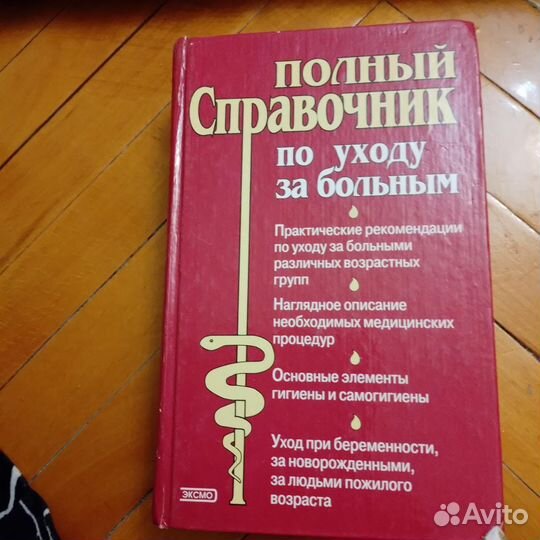 ПОЛНЫЙ
Справочник
по уходу
за больным
Практические рекомендации
по уходу за больными
различных возрастных
групп
Наглядное описание
необходимых медицинских
процедур
Основные элементы
гигиены и самогигиены
Уход при беременности,
за новорожденными,
за людьми пожилого
возраста
ЭКСМО
Avito